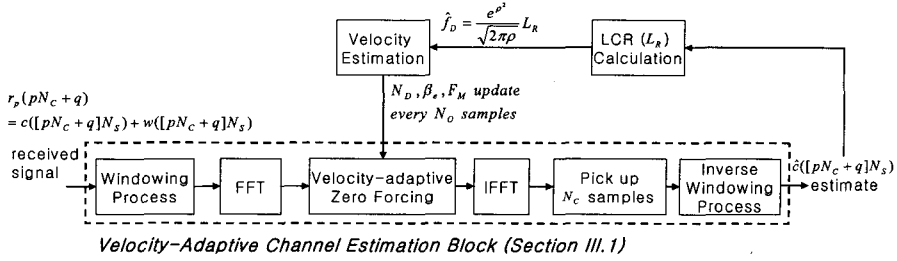 f̂_D = e^{ρ²} / √(2πρ) L_R
Velocity
Estimation
LCR (L_R)
Calculation
N_D , β_e , F_M update
every N_O samples
r_p(pN_C + q)
= c([pN_C + q]N_S) + w([pN_C + q]N_S)
received
signal
Windowing
Process
FFT
Velocity-adaptive
Zero Forcing
IFFT
Pick up
N_C samples
Inverse
Windowing
Process
ĉ([pN_C + q]N_S)
estimate
Velocity-Adaptive Channel Estimation Block (Section III.1)